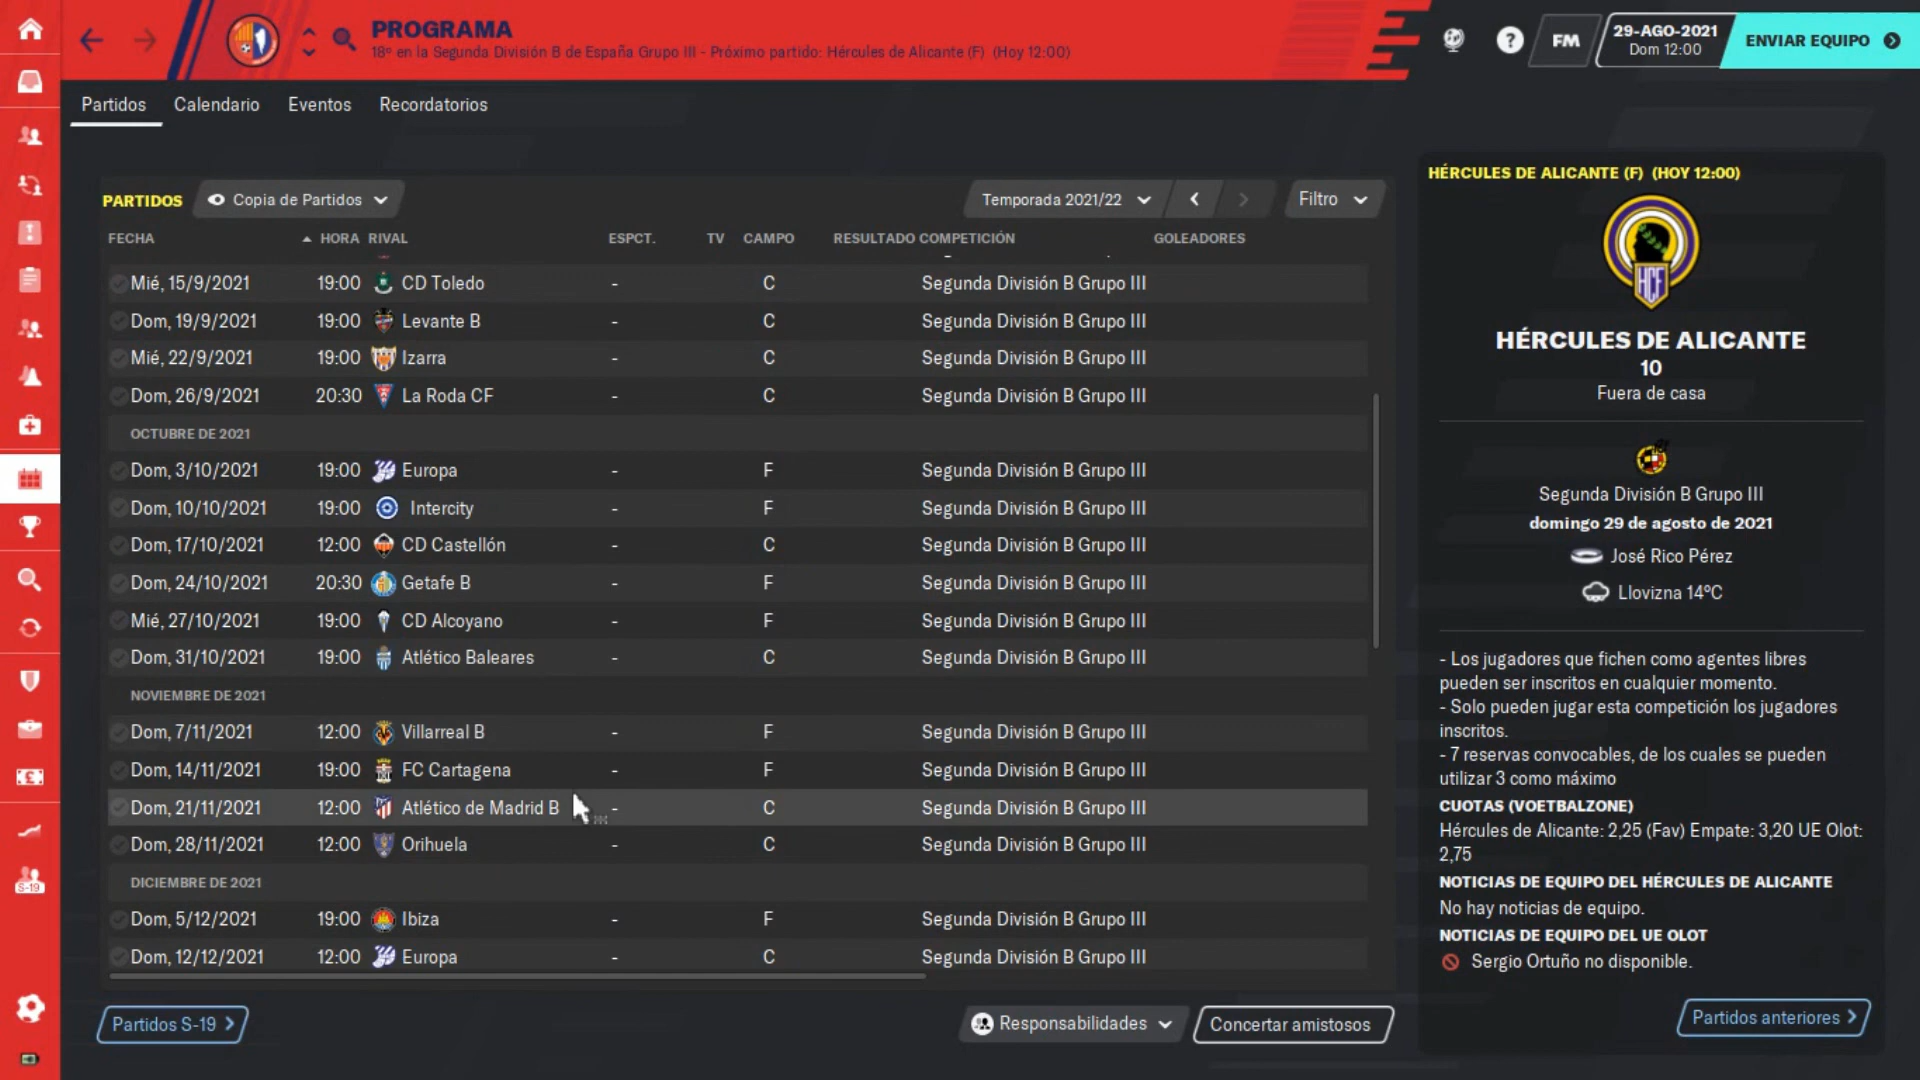 PROGRAMA
18º en la Segunda División B de España Grupo III - Próximo partido: Hércules de Alicante (F) (Hoy 12:00)
FM
29-AGO-2021
Dom 12:00
ENVIAR EQUIPO
Partidos Calendario Eventos Recordatorios
PARTIDOS Copia de Partidos Temporada 2021/22 Filtro
FECHA HORA RIVAL ESPCT. TV CAMPO RESULTADO COMPETICIÓN GOLEADORES
Mié, 15/9/2021 19:00 CD Toledo - C Segunda División B Grupo III
Dom, 19/9/2021 19:00 Levante B - C Segunda División B Grupo III
Mié, 22/9/2021 19:00 Izarra - C Segunda División B Grupo III
Dom, 26/9/2021 20:30 La Roda CF - C Segunda División B Grupo III
OCTUBRE DE 2021
Dom, 3/10/2021 19:00 Europa - F Segunda División B Grupo III
Dom, 10/10/2021 19:00 Intercity - F Segunda División B Grupo III
Dom, 17/10/2021 12:00 CD Castellón - C Segunda División B Grupo III
Dom, 24/10/2021 20:30 Getafe B - F Segunda División B Grupo III
Mié, 27/10/2021 19:00 CD Alcoyano - F Segunda División B Grupo III
Dom, 31/10/2021 19:00 Atlético Baleares - C Segunda División B Grupo III
NOVIEMBRE DE 2021
Dom, 7/11/2021 12:00 Villarreal B - F Segunda División B Grupo III
Dom, 14/11/2021 19:00 FC Cartagena - F Segunda División B Grupo III
Dom, 21/11/2021 12:00 Atlético de Madrid B - C Segunda División B Grupo III
Dom, 28/11/2021 12:00 Orihuela - C Segunda División B Grupo III
DICIEMBRE DE 2021
Dom, 5/12/2021 19:00 Ibiza - F Segunda División B Grupo III
Dom, 12/12/2021 12:00 Europa - C Segunda División B Grupo III
S-19
Partidos S-19
Responsabilidades
Concertar amistosos
HÉRCULES DE ALICANTE (F) (HOY 12:00)
HCF
HÉRCULES DE ALICANTE
10
Fuera de casa
Segunda División B Grupo III
domingo 29 de agosto de 2021
José Rico Pérez
Llovizna 14ºC
- Los jugadores que fichen como agentes libres
pueden ser inscritos en cualquier momento.
- Solo pueden jugar esta competición los jugadores
inscritos.
- 7 reservas convocables, de los cuales se pueden
utilizar 3 como máximo
CUOTAS (VOETBALZONE)
Hércules de Alicante: 2,25 (Fav) Empate: 3,20 UE Olot:
2,75
NOTICIAS DE EQUIPO DEL HÉRCULES DE ALICANTE
No hay noticias de equipo.
NOTICIAS DE EQUIPO DEL UE OLOT
Sergio Ortuño no disponible.
Partidos anteriores